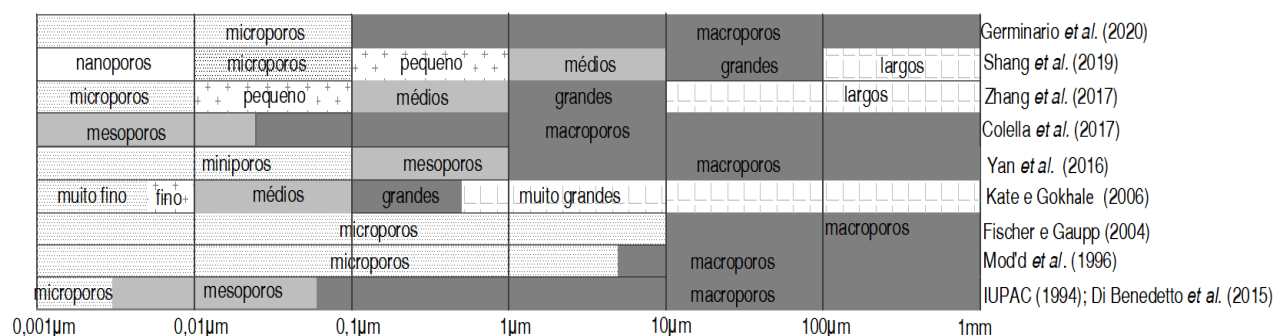 microporos macroporos Germinario et al. (2020)
nanoporos microporos pequeno médios grandes largos Shang et al. (2019)
microporos pequeno médios grandes largos Zhang et al. (2017)
mesoporos macroporos Colella et al. (2017)
miniporos mesoporos macroporos Yan et al. (2016)
muito fino fino médios grandes muito grandes Kate e Gokhale (2006)
microporos macroporos Fischer e Gaupp (2004)
microporos macroporos Mod'd et al. (1996)
microporos mesoporos macroporos IUPAC (1994); Di Benedetto et al. (2015)
0,001µm 0,01µm 0,1µm 1µm 10µm 100µm 1mm